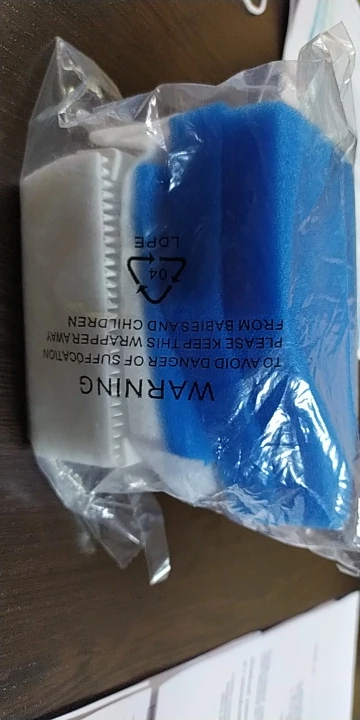 WARNING
TO AVOID DANGER OF SUFFOCATION
PLEASE KEEP THIS WRAPPER AWAY
FROM BABIES AND CHILDREN
04
LDPE